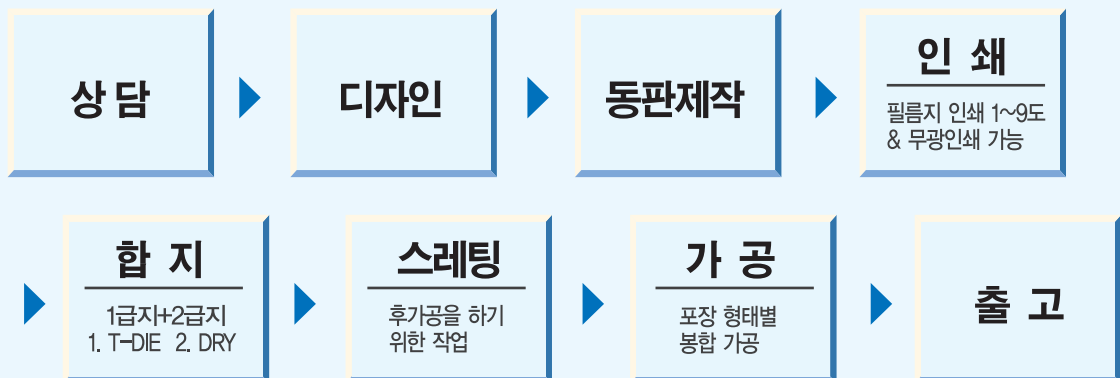 상 담
디자인
동판제작
인 쇄
필름지 인쇄 1~9도
& 무광인쇄 가능
합 지
1급지+2급지
1. T-DIE 2. DRY
스레팅
후가공을 하기
위한 작업
가 공
포장 형태별
봉합 가공
출 고